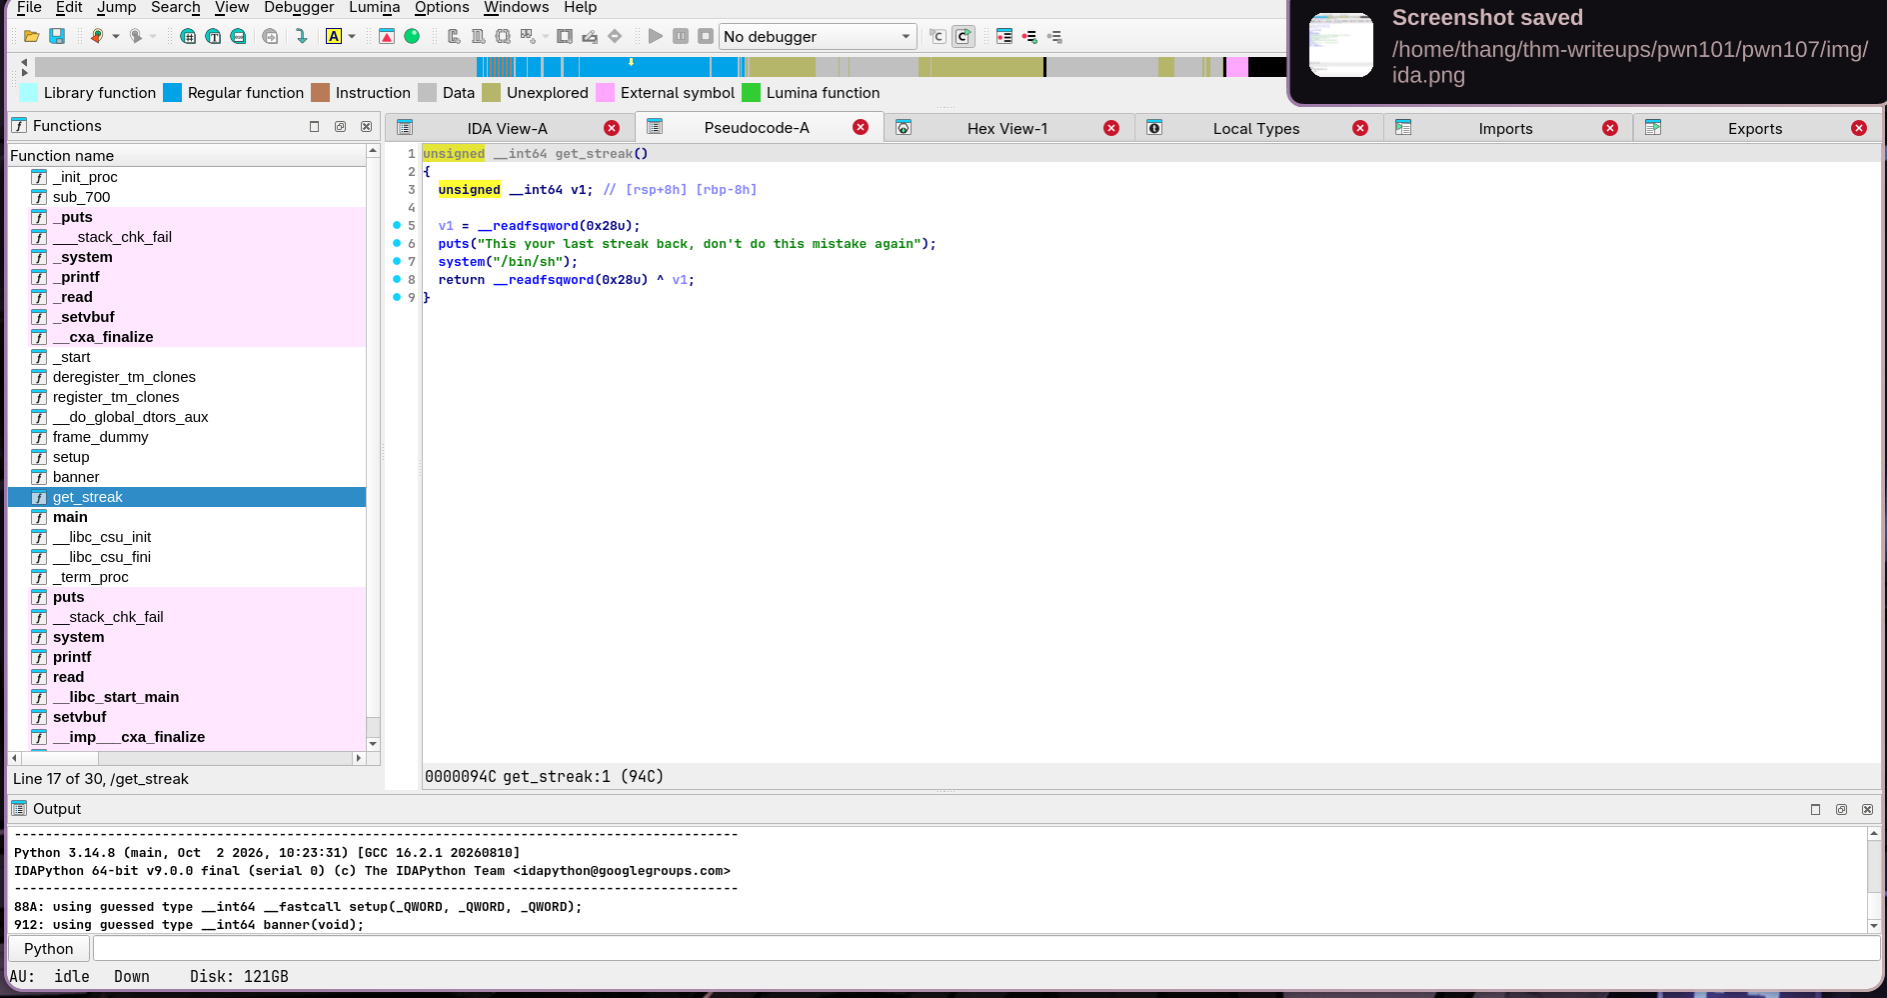 File Edit Jump Search View Debugger Lumina Options Windows Help
Screenshot saved
/home/thang/thm-writeups/pwn101/pwn107/img/
ida.png
No debugger
Library function Regular function Instruction Data Unexplored External symbol Lumina function
Functions
Function name
_init_proc
sub_700
_puts
___stack_chk_fail
_system
_printf
_read
_setvbuf
__cxa_finalize
_start
deregister_tm_clones
register_tm_clones
__do_global_dtors_aux
frame_dummy
setup
banner
get_streak
main
__libc_csu_init
__libc_csu_fini
_term_proc
puts
__stack_chk_fail
system
printf
read
__libc_start_main
setvbuf
__imp___cxa_finalize
Line 17 of 30, /get_streak
IDA View-A Pseudocode-A Hex View-1 Local Types Imports Exports
1 unsigned __int64 get_streak()
2 {
3 unsigned __int64 v1; // [rsp+8h] [rbp-8h]
4
5 v1 = __readfsqword(0x28u);
6 puts("This your last streak back, don't do this mistake again");
7 system("/bin/sh");
8 return __readfsqword(0x28u) ^ v1;
9 }
0000094C get_streak:1 (94C)
Output
---------------------------------------------------------------------------------------------
Python 3.14.8 (main, Oct  2 2026, 10:23:31) [GCC 16.2.1 20260810]
IDAPython 64-bit v9.0.0 final (serial 0) (c) The IDAPython Team <idapython@googlegroups.com>
---------------------------------------------------------------------------------------------
88A: using guessed type __int64 __fastcall setup(_QWORD, _QWORD, _QWORD);
912: using guessed type __int64 banner(void);
Python
AU: idle Down Disk: 121GB